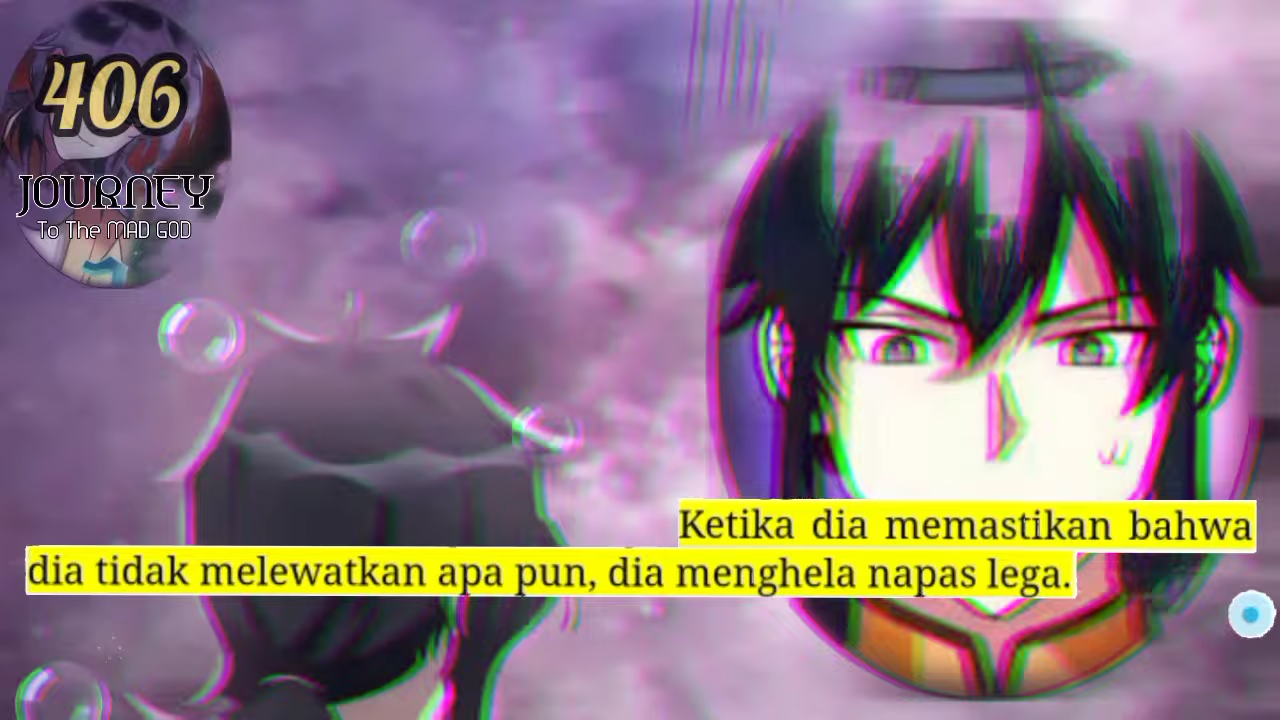 406
JOURNEY
To The MAD GOD
Ketika dia memastikan bahwa
dia tidak melewatkan apa pun, dia menghela napas lega.